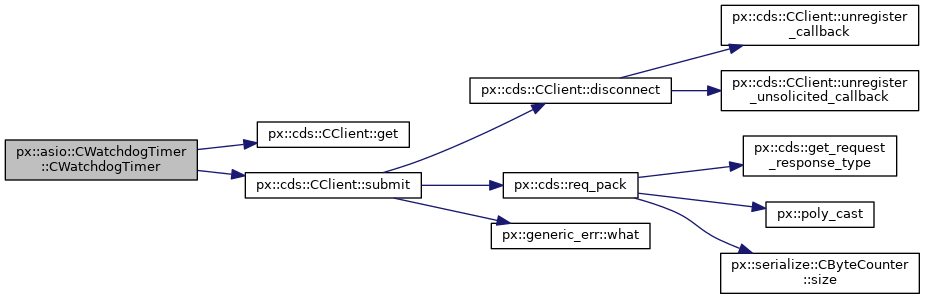 px::cds::CClient::unregister
_callback
px::cds::CClient::disconnect
px::cds::CClient::unregister
_unsolicited_callback
px::asio::CWatchdogTimer
::CWatchdogTimer
px::cds::CClient::get
px::cds::CClient::submit
px::cds::req_pack
px::cds::get_request
_response_type
px::poly_cast
px::generic_err::what
px::serialize::CByteCounter
::size